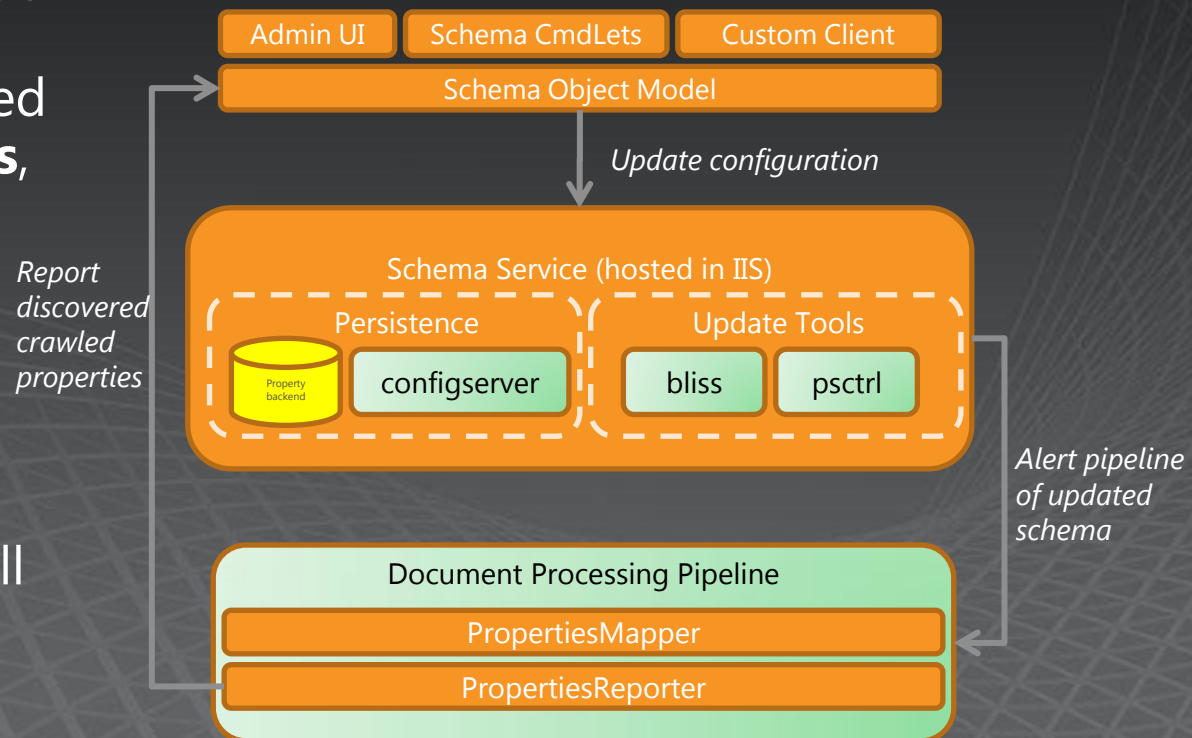 Admin UI
Schema CmdLets
Custom Client
Schema Object Model
ed
s,
Update configuration
Report
discovered
crawled
properties
Schema Service (hosted in IIS)
Persistence
Update Tools
Property
backend
configserver
bliss
psctrl
Alert pipeline
of updated
schema
ll
Document Processing Pipeline
PropertiesMapper
PropertiesReporter